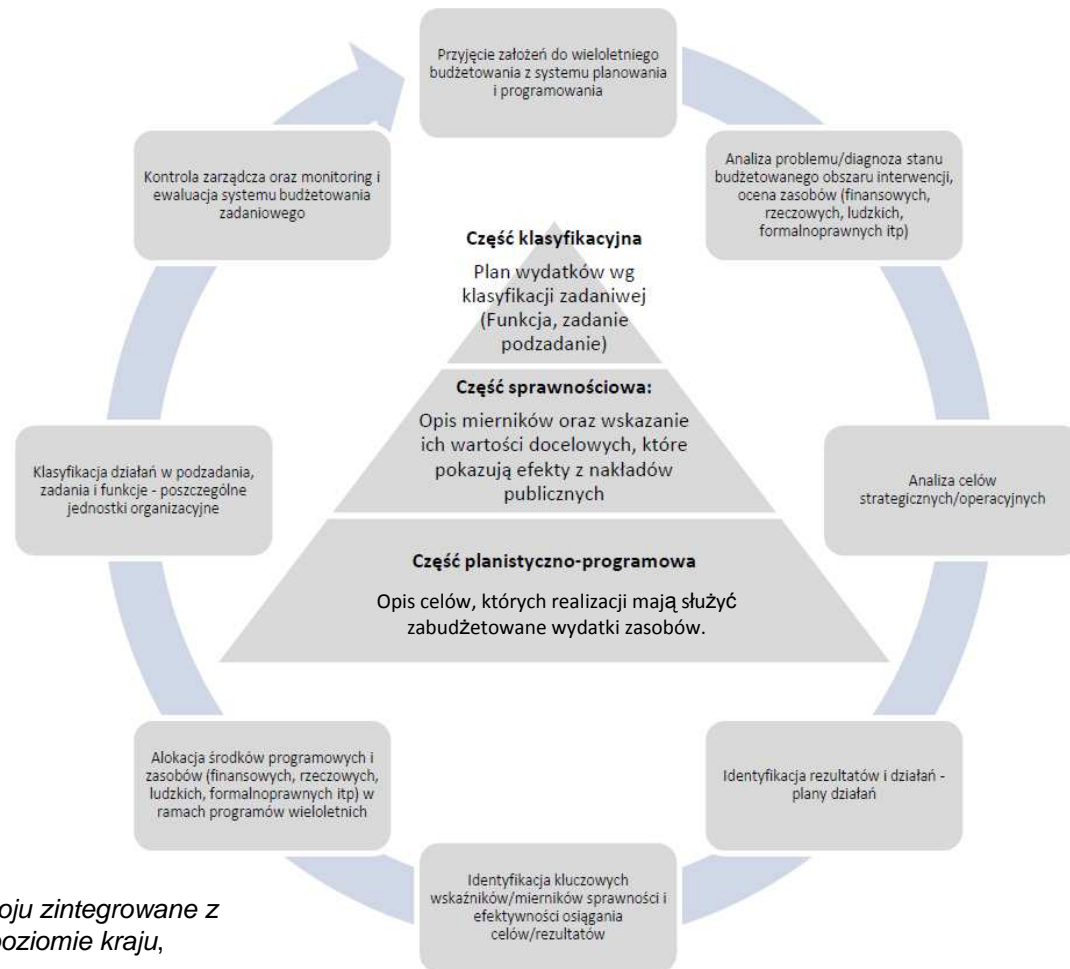 Przyjęcie założeń do wieloletniego
budżetowania z systemu planowania
i programowania
Analiza problemu/diagnoza stanu
budżetowanego obszaru interwencji,
ocena zasobów (finansowych,
rzeczowych, ludzkich,
formalnoprawnych itp)
Analiza celów
strategicznych/operacyjnych
Identyfikacja rezultatów i działań -
plany działań
Identyfikacja kluczowych
wskaźników/mierników sprawności i
efektywności osiągania
celów/rezultatów
Alokacja środków programowych i
zasobów (finansowych, rzeczowych,
ludzkich, formalnoprawnych itp) w
ramach programów wieloletnich
Klasyfikacja działań w podzadania,
zadania i funkcje - poszczególne
jednostki organizacyjne
Kontrola zarządcza oraz monitoring i
ewaluacja systemu budżetowania
zadaniowego
Część klasyfikacyjna
Plan wydatków wg
klasyfikacji zadaniwej
(Funkcja, zadanie
podzadanie)
Część sprawnościowa:
Opis mierników oraz wskazanie
ich wartości docelowych, które
pokazują efekty z nakładów
publicznych
Część planistyczno-programowa
Opis celów, których realizacji mają służyć
zabudżetowane wydatki zasobów.
oju zintegrowane z
poziomie kraju,